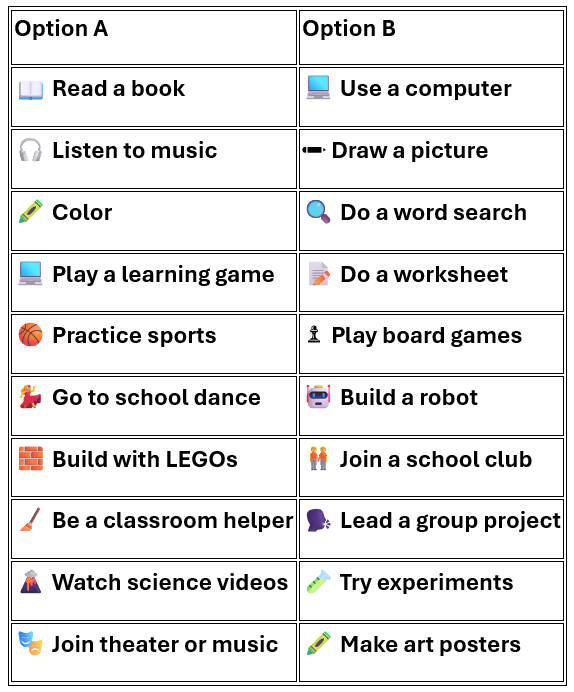 Option A Option B
Read a book Use a computer
Listen to music Draw a picture
Color Do a word search
Play a learning game Do a worksheet
Practice sports Play board games
Go to school dance Build a robot
Build with LEGOs Join a school club
Be a classroom helper Lead a group project
Watch science videos Try experiments
Join theater or music Make art posters